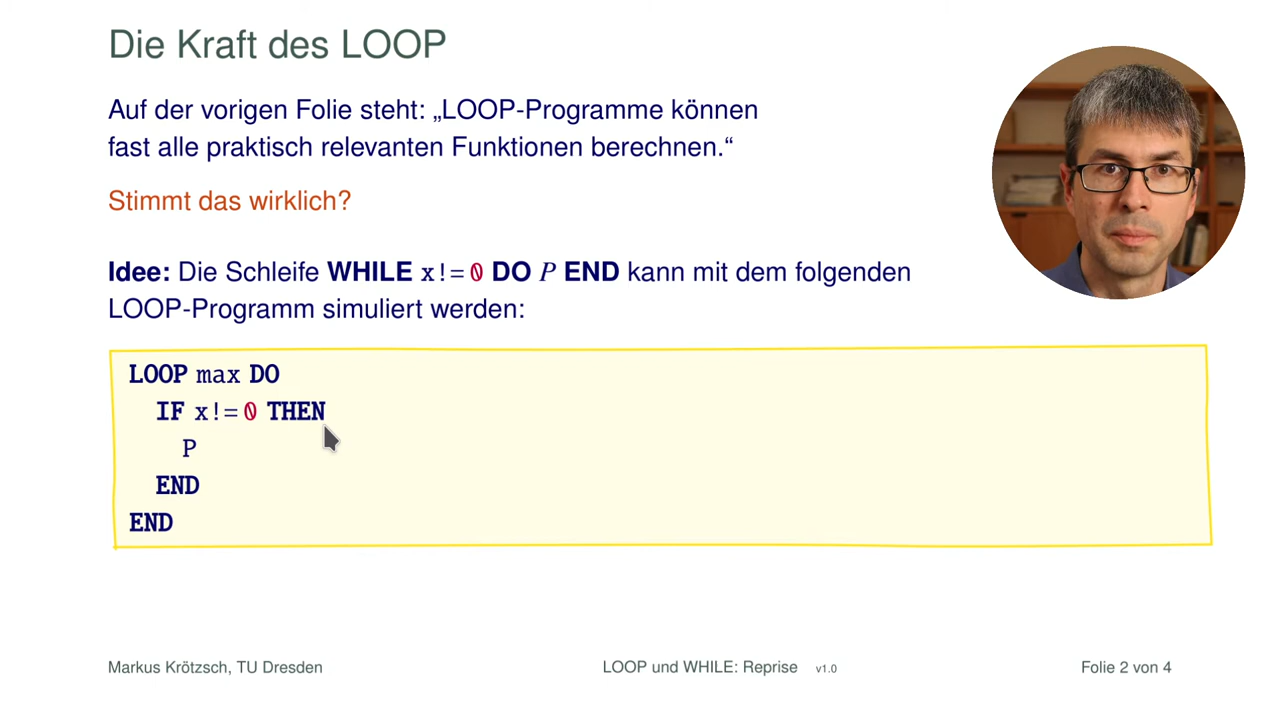 Die Kraft des LOOP
Auf der vorigen Folie steht: „LOOP-Programme können
fast alle praktisch relevanten Funktionen berechnen.“
Stimmt das wirklich?
Idee: Die Schleife WHILE x!=0 DO P END kann mit dem folgenden
LOOP-Programm simuliert werden:
LOOP max DO
IF x!=0 THEN
P
END
END
Markus Krötzsch, TU Dresden
LOOP und WHILE: Reprise v1.0
Folie 2 von 4